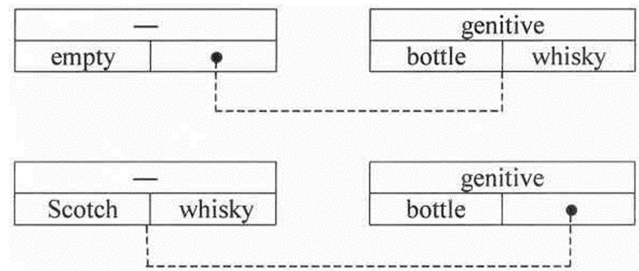 — genitive
empty bottle whisky
— genitive
Scotch whisky bottle